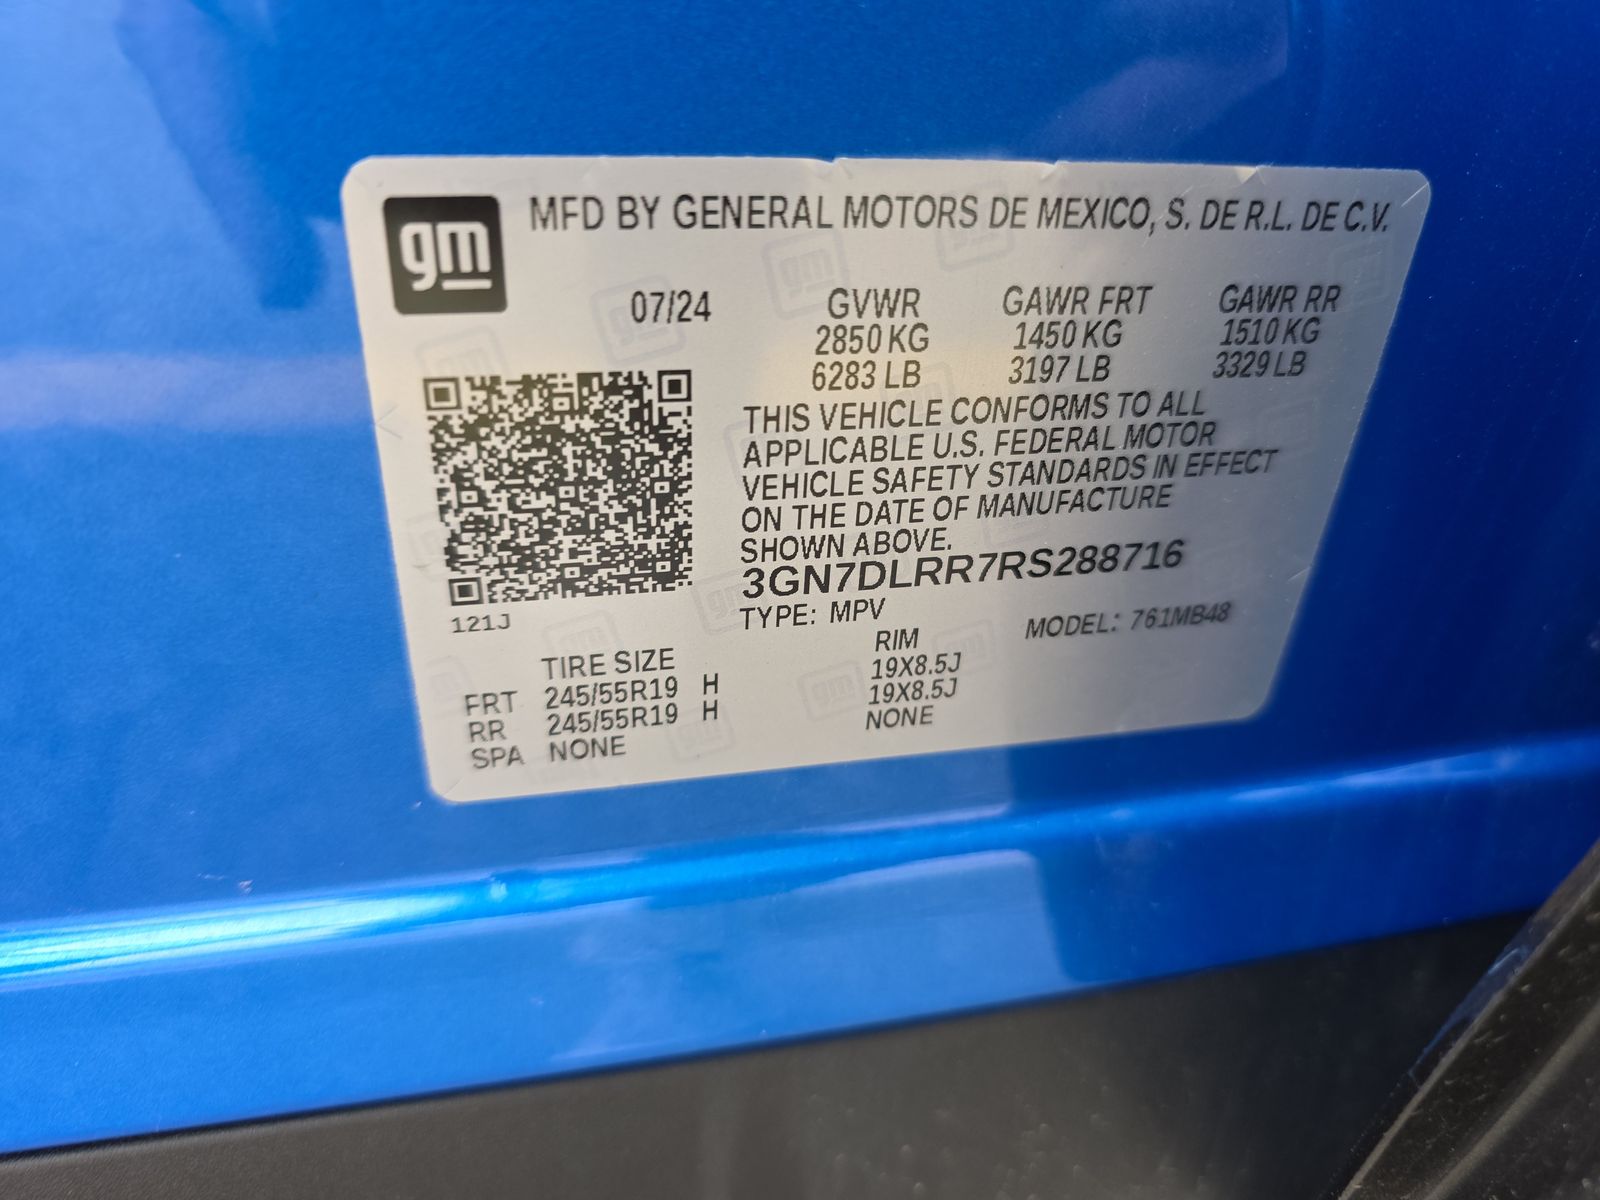 gm
MFD BY GENERAL MOTORS DE MEXICO, S. DE R.L. DE C.V.
07/24 GVWR GAWR FRT GAWR RR
2850 KG 1450 KG 1510 KG
6283 LB 3197 LB 3329 LB
THIS VEHICLE CONFORMS TO ALL
APPLICABLE U.S. FEDERAL MOTOR
VEHICLE SAFETY STANDARDS IN EFFECT
ON THE DATE OF MANUFACTURE
SHOWN ABOVE.
3GN7DLRR7RS288716
121J
TYPE: MPV MODEL: 761MB48
TIRE SIZE RIM
FRT 245/55R19 H 19X8.5J
RR 245/55R19 H 19X8.5J
SPA NONE NONE